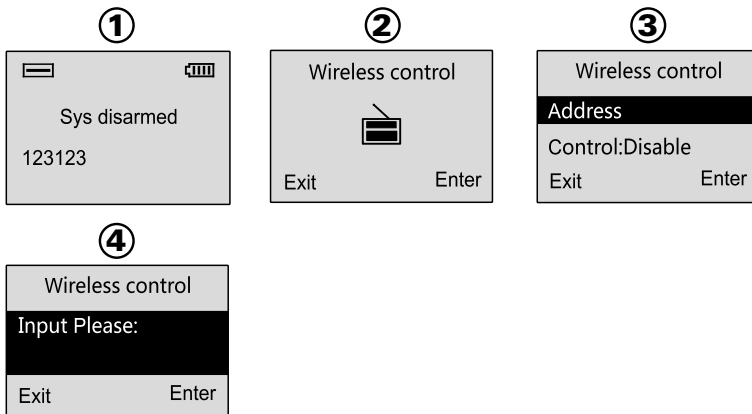 ①
Sys disarmed
123123
②
Wireless control
Exit Enter
③
Wireless control
Address
Control:Disable
Exit Enter
④
Wireless control
Input Please:
Exit Enter